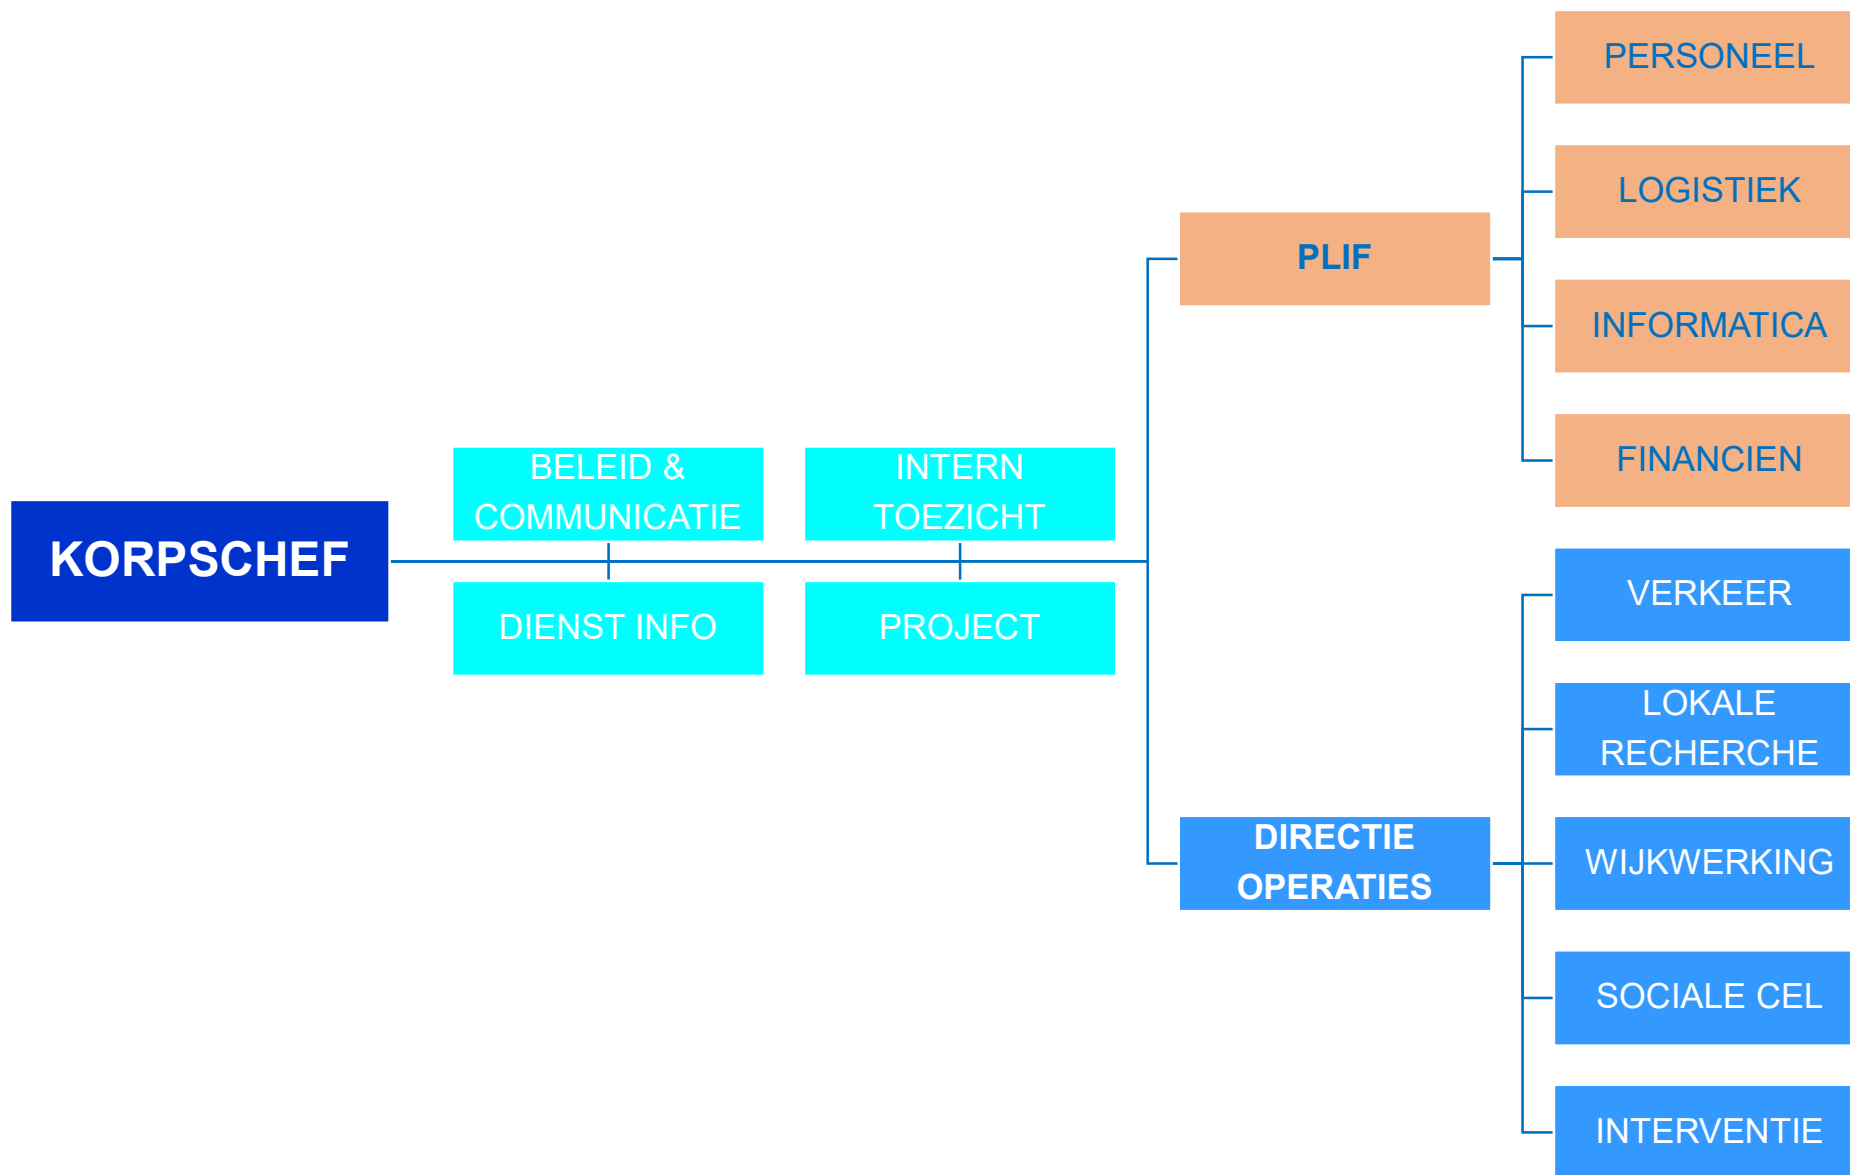 KORPSCHEF
BELEID &
COMMUNICATIE
INTERN
TOEZICHT
DIENST INFO
PROJECT
PLIF
PERSONEEL
LOGISTIEK
INFORMATICA
FINANCIEN
DIRECTIE
OPERATIES
VERKEER
LOKALE
RECHERCHE
WIJKWERKING
SOCIALE CEL
INTERVENTIE